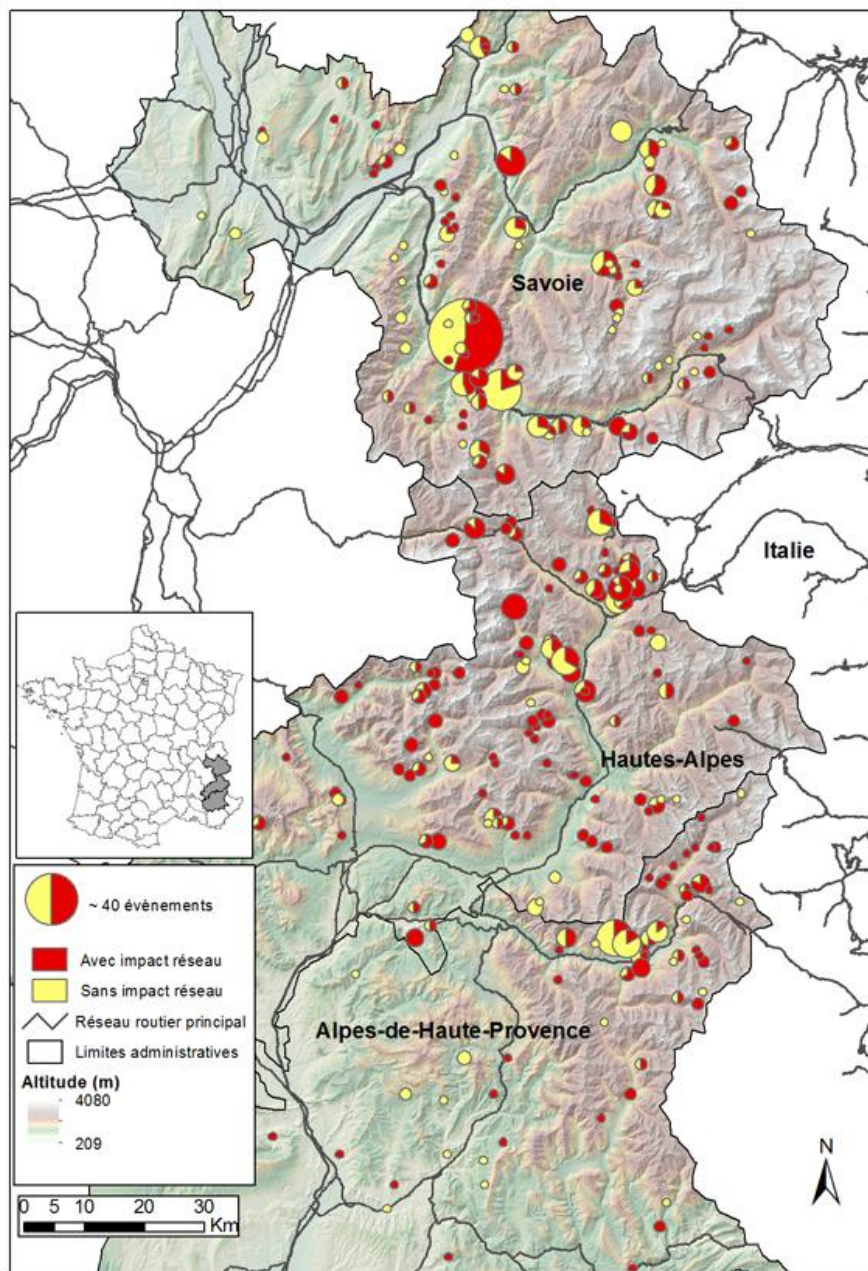 Savoie
Italie
Hautes-Alpes
Alpes-de-Haute-Provence
~ 40 évènements
Avec impact réseau
Sans impact réseau
Réseau routier principal
Limites administratives
Altitude (m)
4080
209
0 5 10 20 30
Km
N